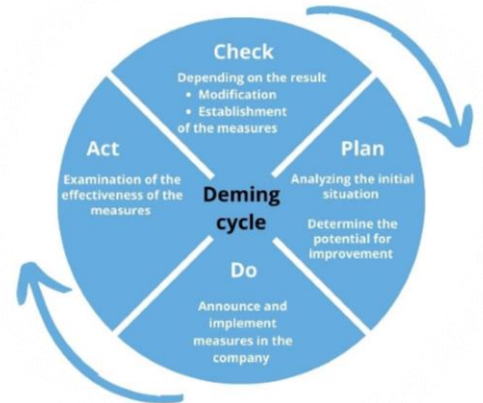 Check
Depending on the result
• Modification
• Establishment
of the measures
Act
Examination of the
effectiveness of the
measures
Plan
Analyzing the initial
situation
Determine the
potential for
improvement
Deming
cycle
Do
Announce and
implement
measures in the
company